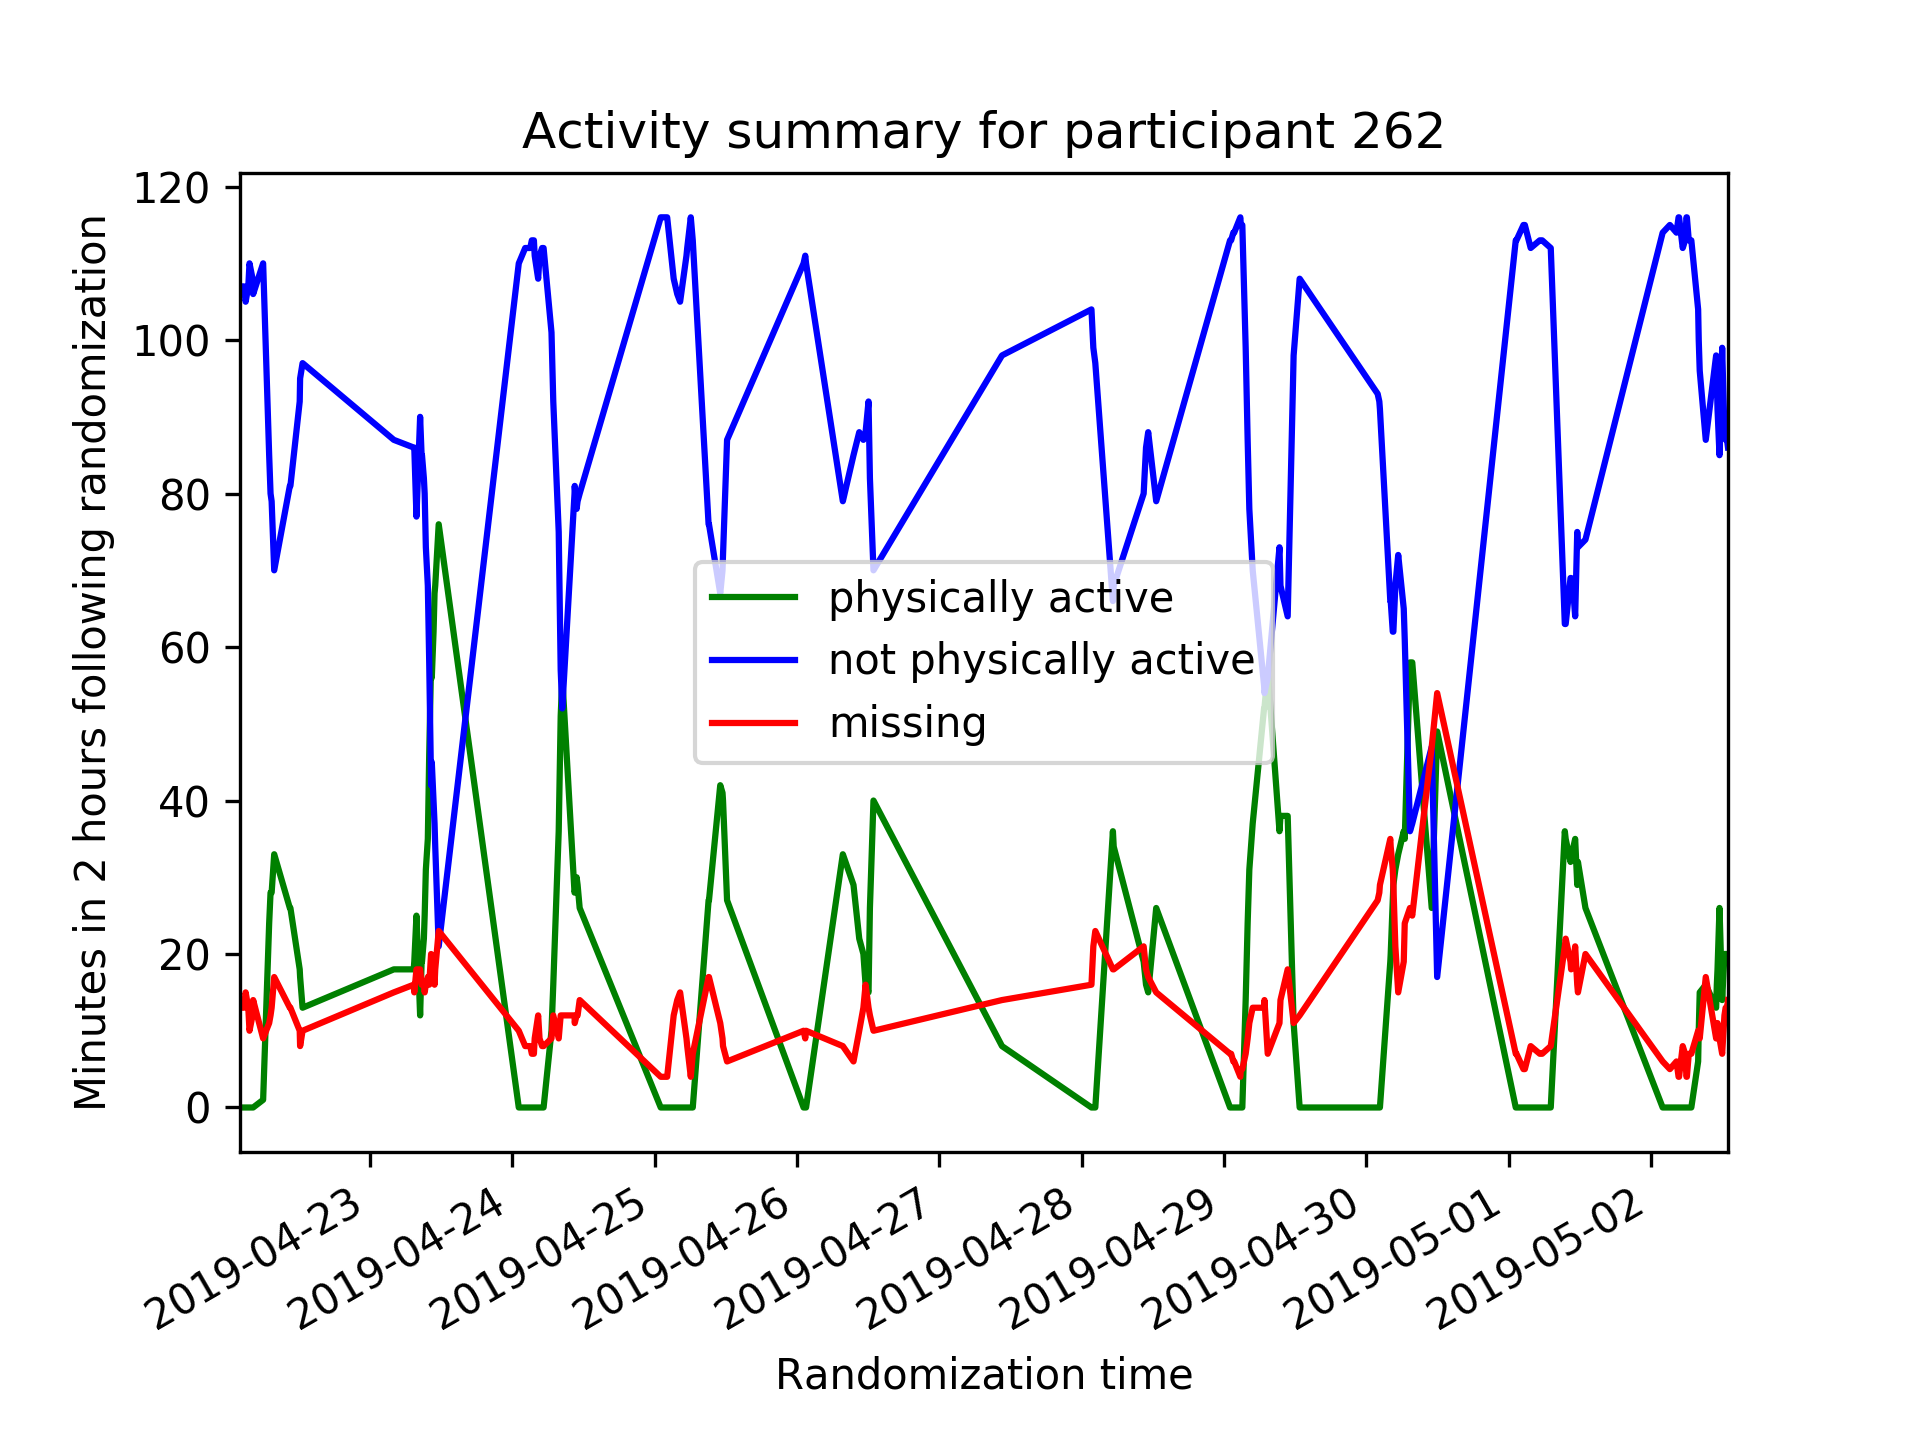 Activity summary for participant 262
Minutes in 2 hours following randomization
120
100
80
60
40
20
0
physically active
not physically active
missing
2019-04-23
2019-04-24
2019-04-25
2019-04-26
2019-04-27
2019-04-28
2019-04-29
2019-04-30
2019-05-01
2019-05-02
Randomization time